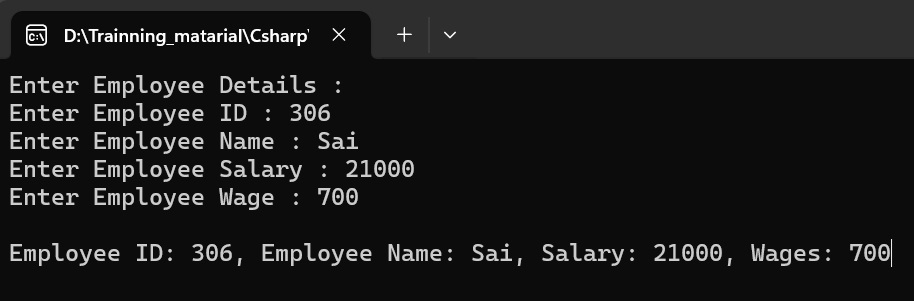 D:\Trainning_matarial\Csharp\
Enter Employee Details :
Enter Employee ID : 306
Enter Employee Name : Sai
Enter Employee Salary : 21000
Enter Employee Wage : 700
Employee ID: 306, Employee Name: Sai, Salary: 21000, Wages: 700